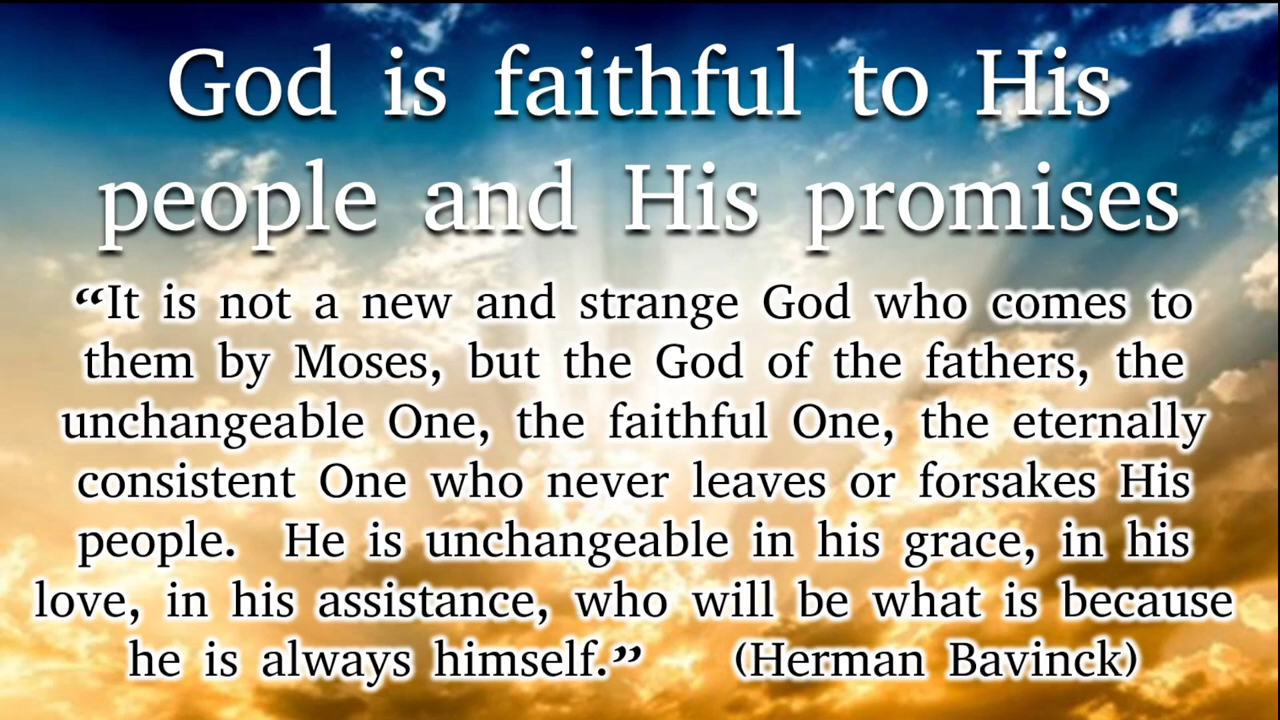 God is faithful to His
people and His promises
“It is not a new and strange God who comes to
them by Moses, but the God of the fathers, the
unchangeable One, the faithful One, the eternally
consistent One who never leaves or forsakes His
people. He is unchangeable in his grace, in his
love, in his assistance, who will be what is because
he is always himself.” (Herman Bavinck)